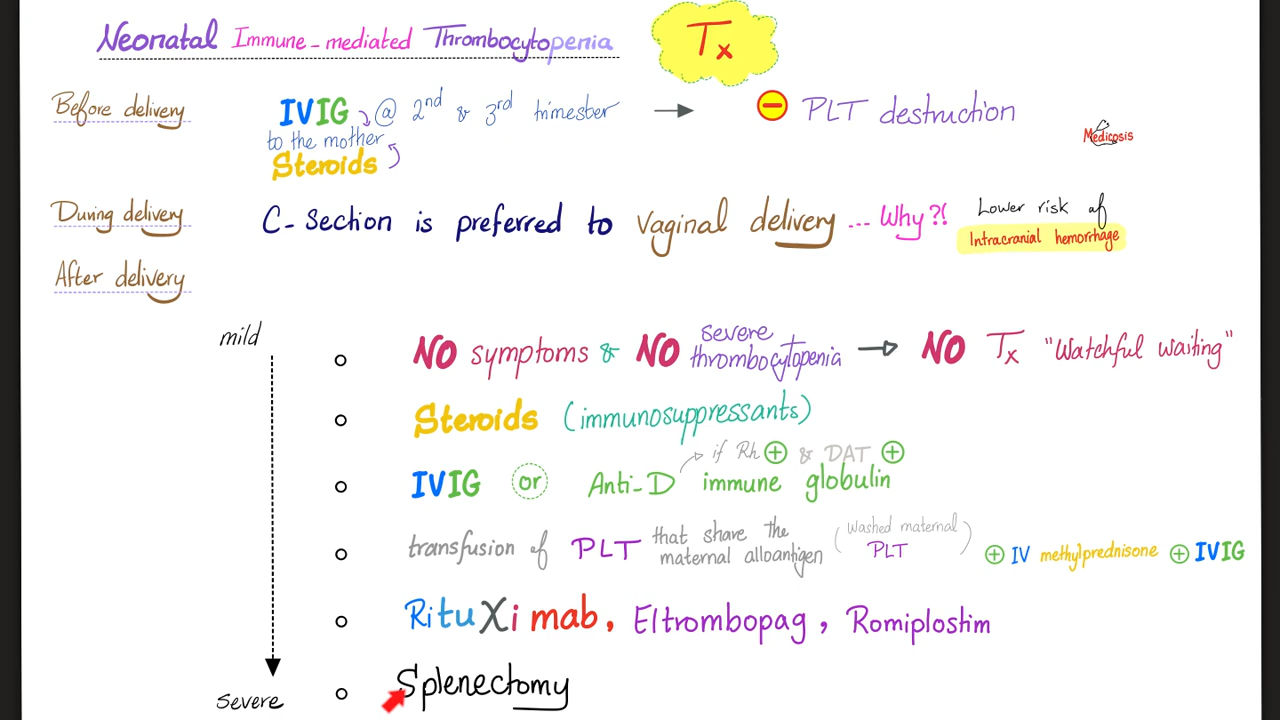 Neonatal Immune-mediated Thrombocytopenia
Tx
Before delivery
IVIG @ 2nd & 3rd trimester → ⊖ PLT destruction
to the mother
Steroids
Medicosis
During delivery
C-Section is preferred to Vaginal delivery ... Why?!
Lower risk of
Intracranial hemorrhage
After delivery
mild
NO symptoms & NO severe thrombocytopenia → NO Tx "Watchful waiting"
Steroids (immunosuppressants)
if Rh ⊕ & DAT ⊕
IVIG or Anti-D immune globulin
transfusion of PLT that share the maternal alloantigen (washed maternal PLT) ⊕ IV methylprednisone ⊕ IVIG
RituXimab, Eltrombopag, Romiplostim
severe
Splenectomy